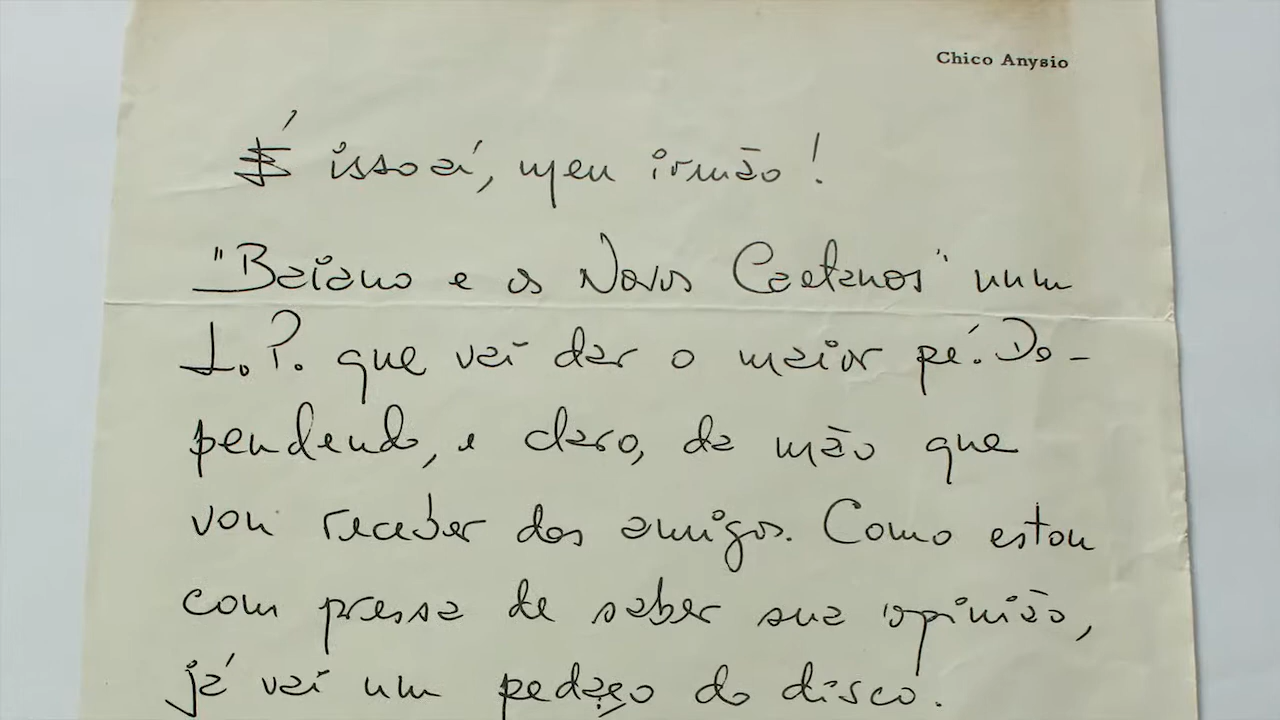 Chico Anysio
É isso aí, meu irmão!
"Baiano e os Novos Caetanos" num
L.P. que vai dar o maior pé. De-
pendendo, é claro, da mão que
vou receber dos amigos. Como estou
com pressa de saber sua opinião,
já vai um pedaço do disco.